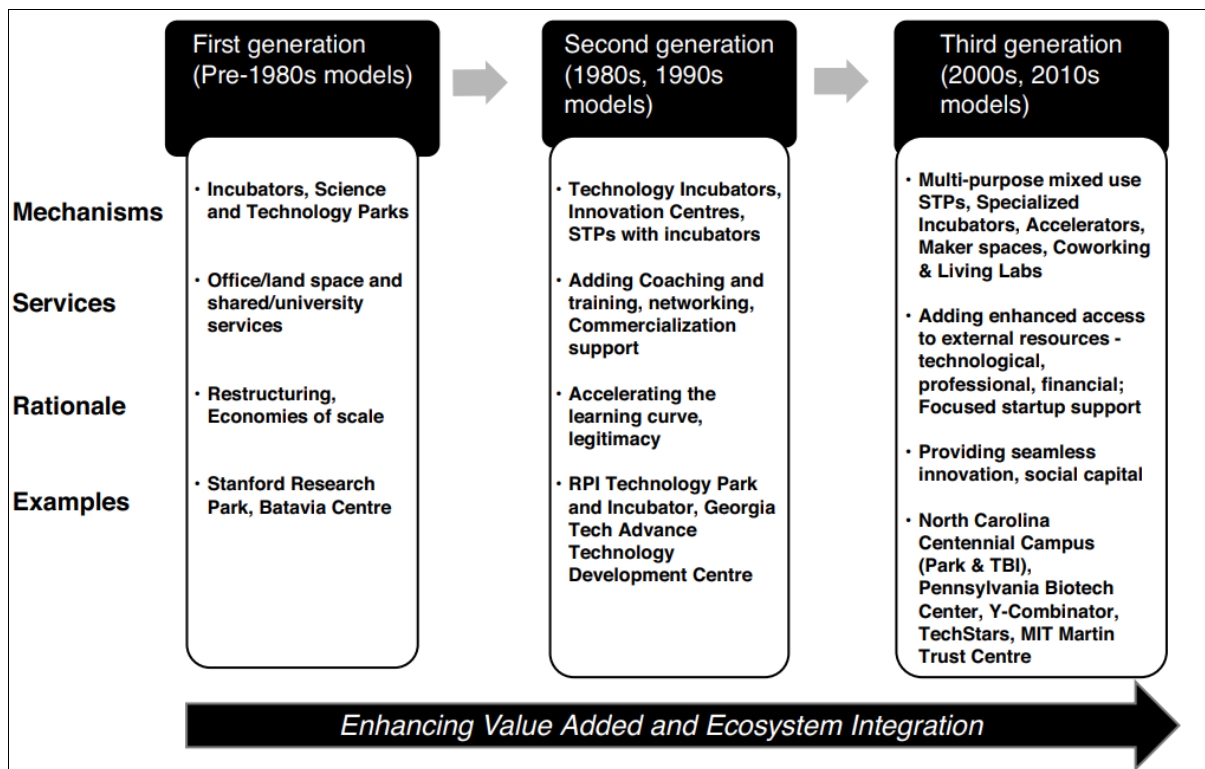 First generation
(Pre-1980s models)
Second generation
(1980s, 1990s
models)
Third generation
(2000s, 2010s
models)
Mechanisms
Services
Rationale
Examples
· Incubators, Science
and Technology Parks
· Office/land space and
shared/university
services
· Restructuring,
Economies of scale
· Stanford Research
Park, Batavia Centre
· Technology Incubators,
Innovation Centres,
STPs with incubators
· Adding Coaching and
training, networking,
Commercialization
support
· Accelerating the
learning curve,
legitimacy
· RPI Technology Park
and Incubator, Georgia
Tech Advance
Technology
Development Centre
· Multi-purpose mixed use
STPs, Specialized
Incubators, Accelerators,
Maker spaces, Coworking
& Living Labs
· Adding enhanced access
to external resources -
technological,
professional, financial;
Focused startup support
· Providing seamless
innovation, social capital
· North Carolina
Centennial Campus
(Park & TBI),
Pennsylvania Biotech
Center, Y-Combinator,
TechStars, MIT Martin
Trust Centre
Enhancing Value Added and Ecosystem Integration